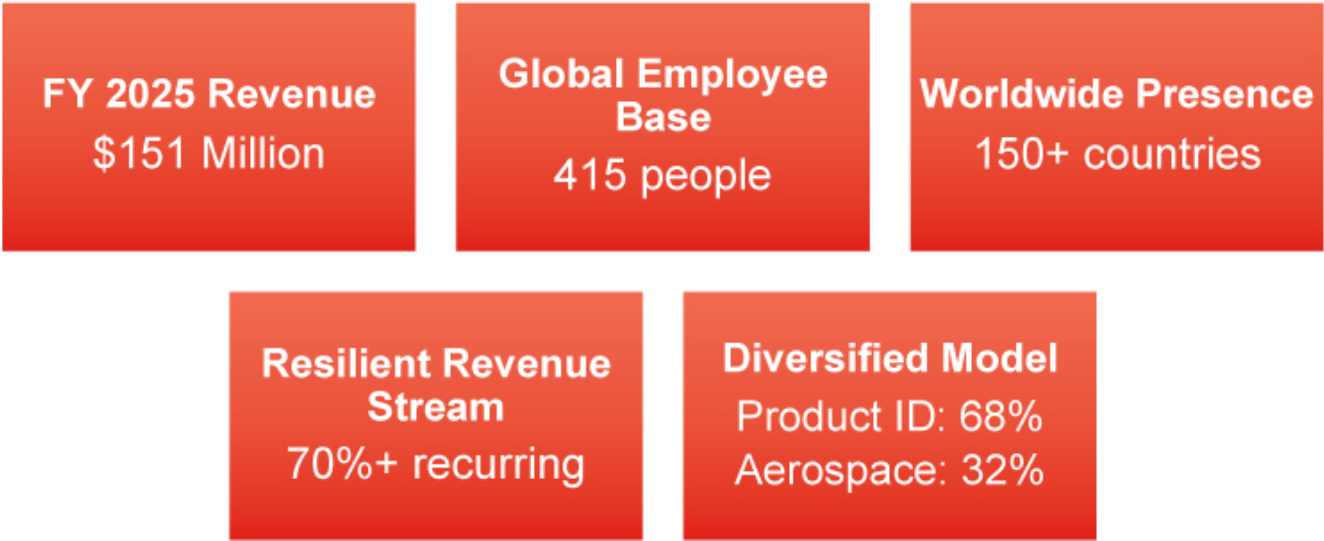 FY 2025 Revenue
$151 Million
Global Employee
Base
415 people
Worldwide Presence
150+ countries
Resilient Revenue
Stream
70%+ recurring
Diversified Model
Product ID: 68%
Aerospace: 32%